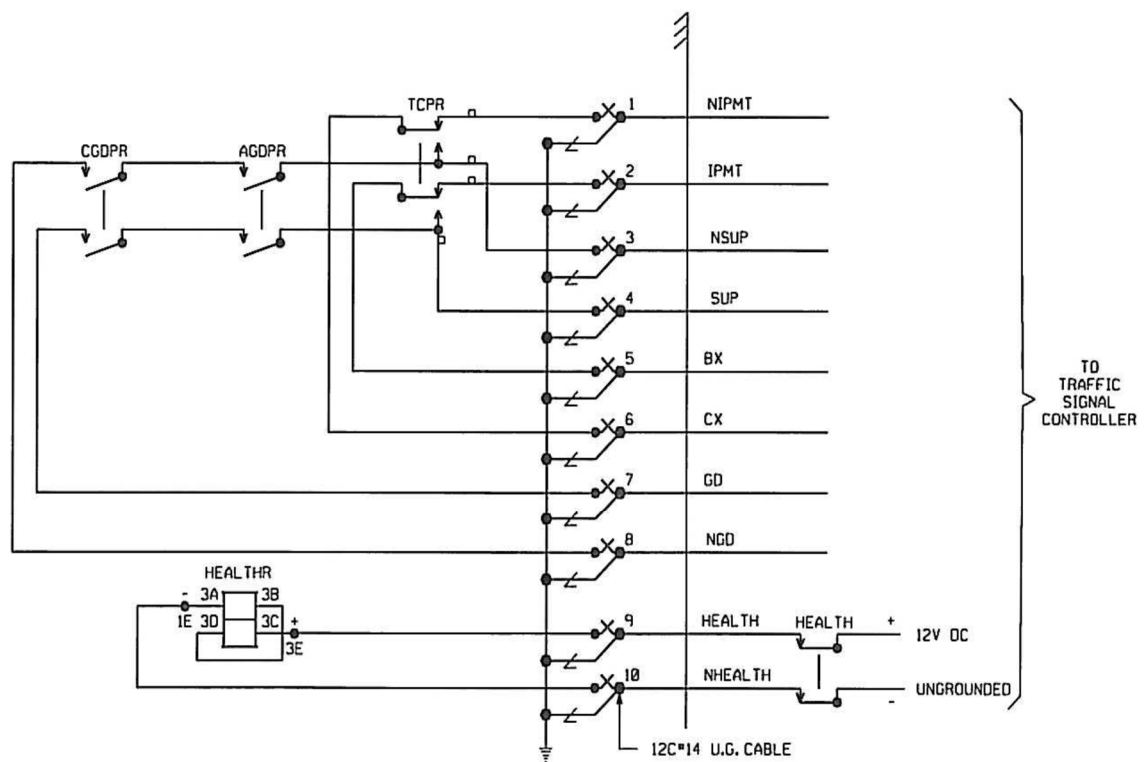 TCPR
1
NIPMT
CGDPR
AGDPR
2
IPMT
3
NSUP
4
SUP
5
BX
TO
TRAFFIC
SIGNAL
CONTROLLER
6
CX
7
GD
8
NGD
HEALTHR
- 3A 3B
1E 3D 3C +
3E
9
HEALTH
HEALTH
+
12V DC
10
NHEALTH
UNGROUNDED
-
12C#14 U.G. CABLE